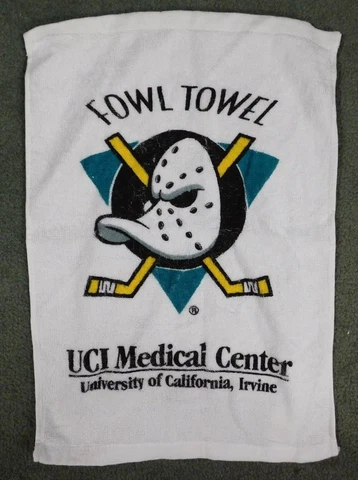 FOWL TOWEL
®
UCI Medical Center
University of California, Irvine